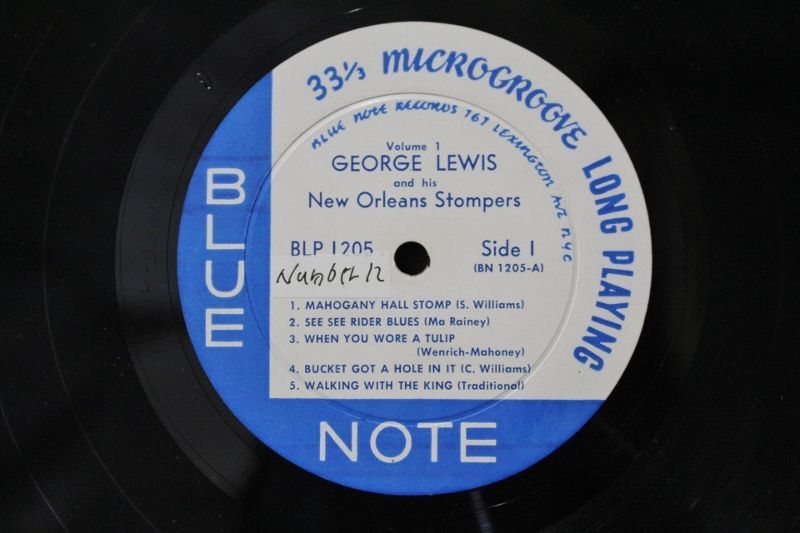 33⅓ MICROGROOVE LONG PLAYING
BLUE NOTE RECORDS 767 LEXINGTON AVE NYC
Volume 1
GEORGE LEWIS
and his
New Orleans Stompers
BLP 1205
Side 1
(BN 1205-A)
Number 12
1. MAHOGANY HALL STOMP (S. Williams)
2. SEE SEE RIDER BLUES (Ma Rainey)
3. WHEN YOU WORE A TULIP
(Wenrich-Mahoney)
4. BUCKET GOT A HOLE IN IT (C. Williams)
5. WALKING WITH THE KING (Traditional)
BLUE
NOTE